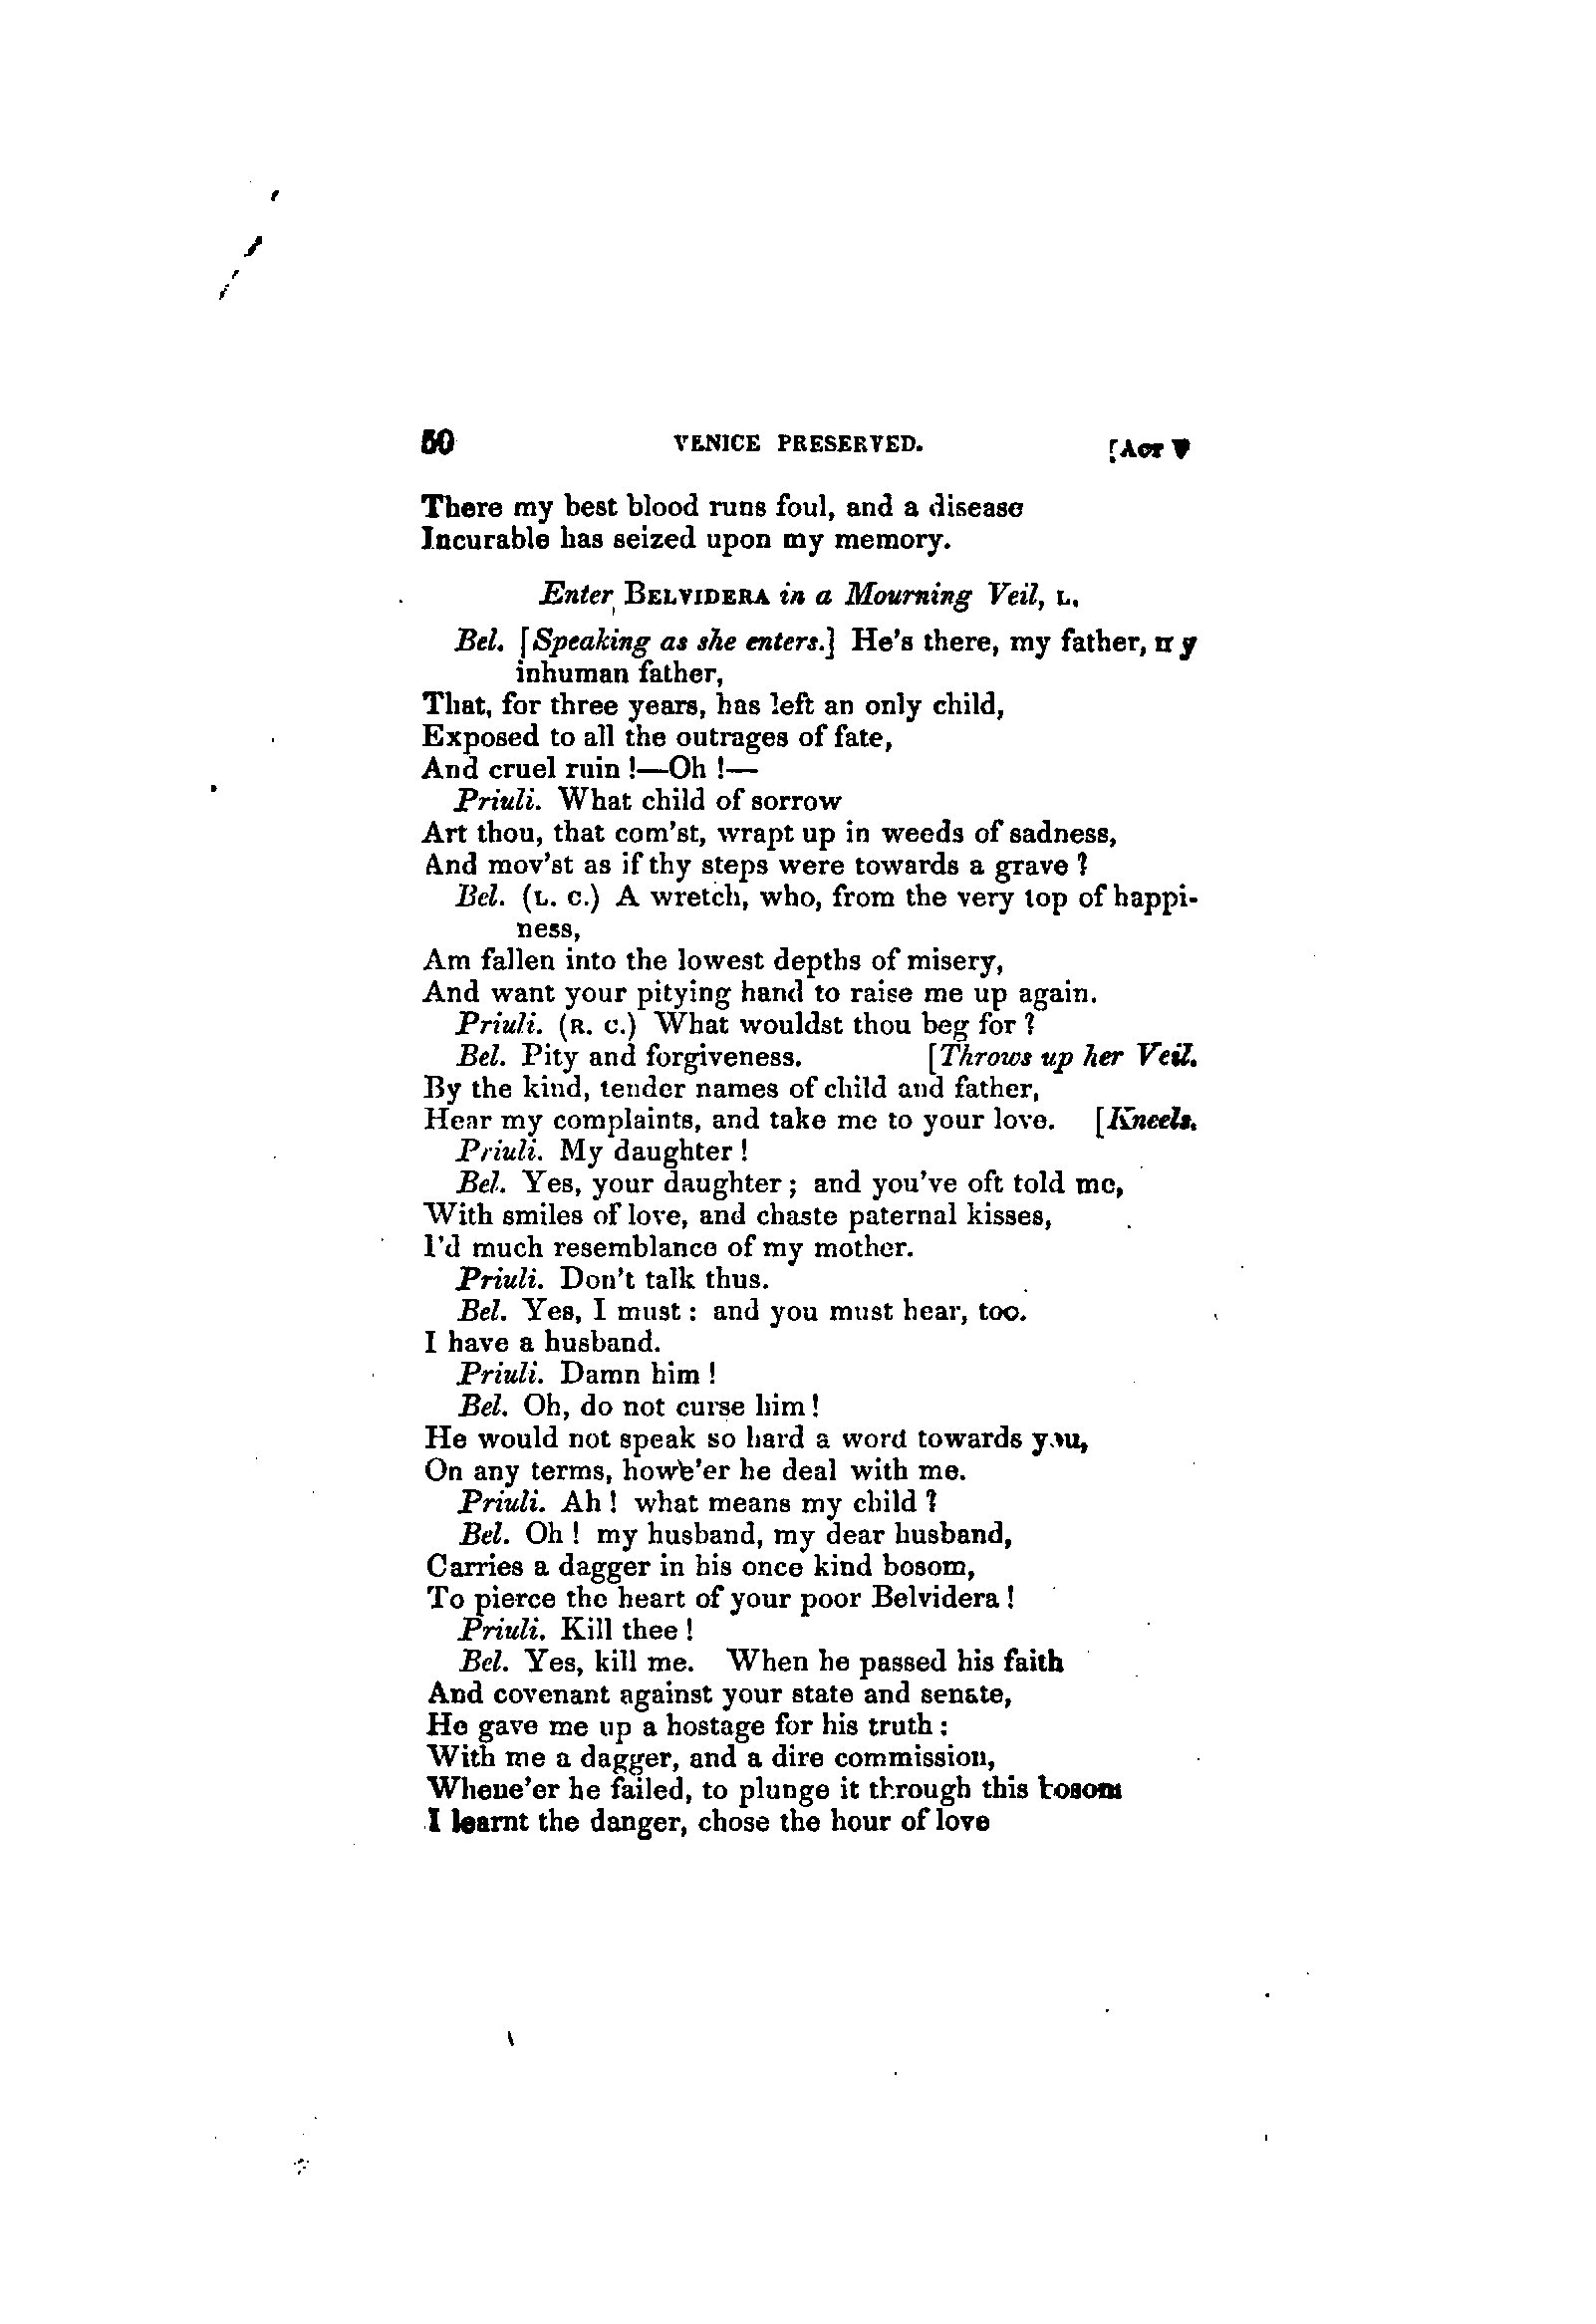 50 VENICE PRESERVED. [Act V
There my best blood runs foul, and a disease
Incurable has seized upon my memory.
Enter BELVIDERA in a Mourning Veil, L.
Bel. [Speaking as she enters.] He's there, my father, my
inhuman father,
That, for three years, has left an only child,
Exposed to all the outrages of fate,
And cruel ruin !—Oh !—
Priuli. What child of sorrow
Art thou, that com'st, wrapt up in weeds of sadness,
And mov'st as if thy steps were towards a grave ?
Bel. (L. C.) A wretch, who, from the very top of happi-
ness,
Am fallen into the lowest depths of misery,
And want your pitying hand to raise me up again.
Priuli. (R. C.) What wouldst thou beg for ?
Bel. Pity and forgiveness. [Throws up her Veil.
By the kind, tender names of child and father,
Hear my complaints, and take me to your love. [Kneels.
Priuli. My daughter !
Bel. Yes, your daughter ; and you've oft told me,
With smiles of love, and chaste paternal kisses,
I'd much resemblance of my mother.
Priuli. Don't talk thus.
Bel. Yes, I must : and you must hear, too.
I have a husband.
Priuli. Damn him !
Bel. Oh, do not curse him !
He would not speak so hard a word towards you,
On any terms, howe'er he deal with me.
Priuli. Ah ! what means my child ?
Bel. Oh ! my husband, my dear husband,
Carries a dagger in his once kind bosom,
To pierce the heart of your poor Belvidera !
Priuli. Kill thee !
Bel. Yes, kill me. When he passed his faith
And covenant against your state and senate,
He gave me up a hostage for his truth :
With me a dagger, and a dire commission,
Whene'er he failed, to plunge it through this bosom
I learnt the danger, chose the hour of love